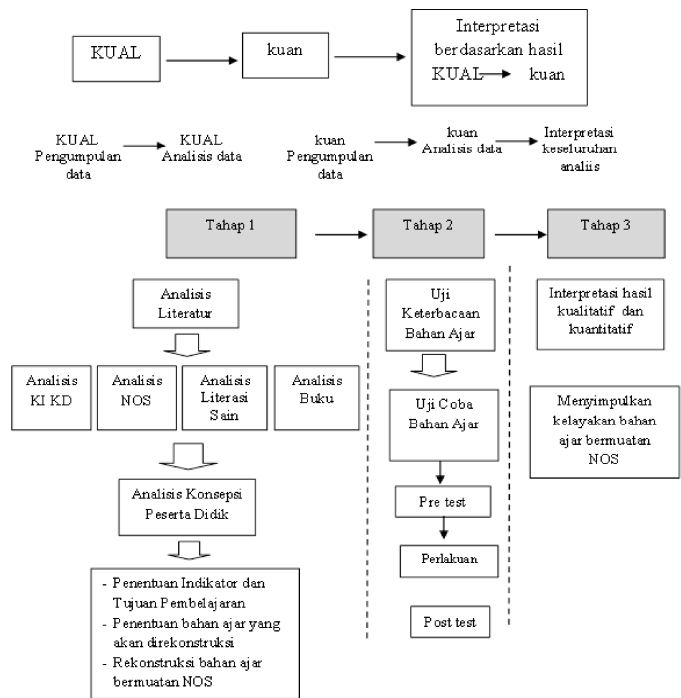 KUAL
kuan
Interpretasi
berdasarkan hasil
KUAL kuan
KUAL
Pengumpulan
data
KUAL
Analisis data
kuan
Pengumpulan
data
kuan
Analisis data
Interpretasi
keseluruhan
analiis
Tahap 1
Tahap 2
Tahap 3
Analisis
Literatur
Analisis
KI KD
Analisis
NOS
Analisis
Literasi
Sain
Analisis
Buku
Analisis Konsepsi
Peserta Didik
- Penentuan Indikator dan
Tujuan Pembelajaran
- Penentuan bahan ajar yang
akan direkonstruksi
- Rekonstruksi bahan ajar
bermuatan NOS
Uji
Keterbacaan
Bahan Ajar
Uji Coba
Bahan Ajar
Pre test
Perlakuan
Post test
Interpretasi hasil
kualitatif dan
kuantitatif
Menyimpulkan
kelayakan bahan
ajar bermuatan
NOS